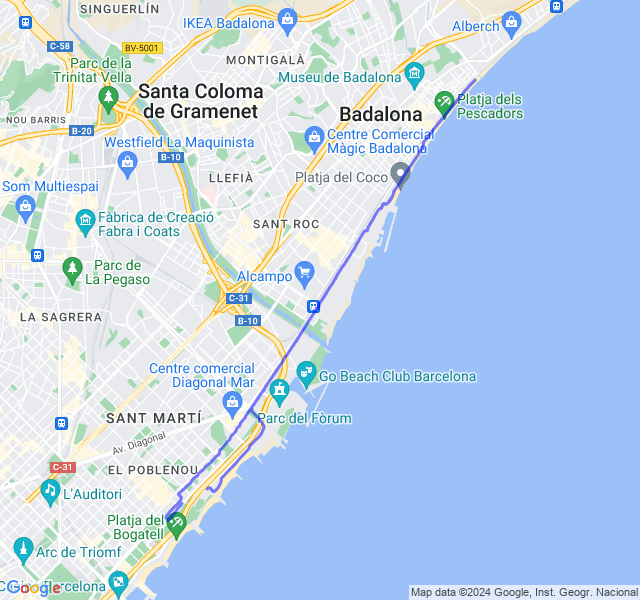 SINGUERLÍN
IKEA Badalona
Alberch
C-58
BV-5001
MONTIGALÀ
Parc de la
Trinitat Vella
Museu de Badalona
Santa Coloma
de Gramenet
Platja dels
Pescadors
Badalona
NOU BARRIS
B-20
Centre Comercial
Màgic Badalona
Westfield La Maquinista
B-10
LLEFIÀ
Platja del Coco
Som Multiespai
Fàbrica de Creació
Fabra i Coats
SANT ROC
Parc de
La Pegaso
Alcampo
C-31
LA SAGRERA
B-10
Centre comercial
Diagonal Mar
Go Beach Club Barcelona
SANT MARTÍ
Parc del Fòrum
Av. Diagonal
C-31
EL POBLENOU
L'Auditori
Platja del
Bogatell
Arc de Triomf
Barcelona
Google
Map data ©2024 Google, Inst. Geogr. Nacional